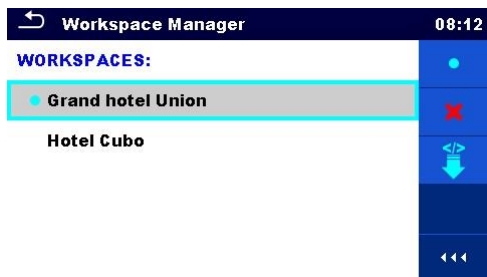 Workspace Manager 08:12
WORKSPACES:
Grand hotel Union
Hotel Cubo
</>